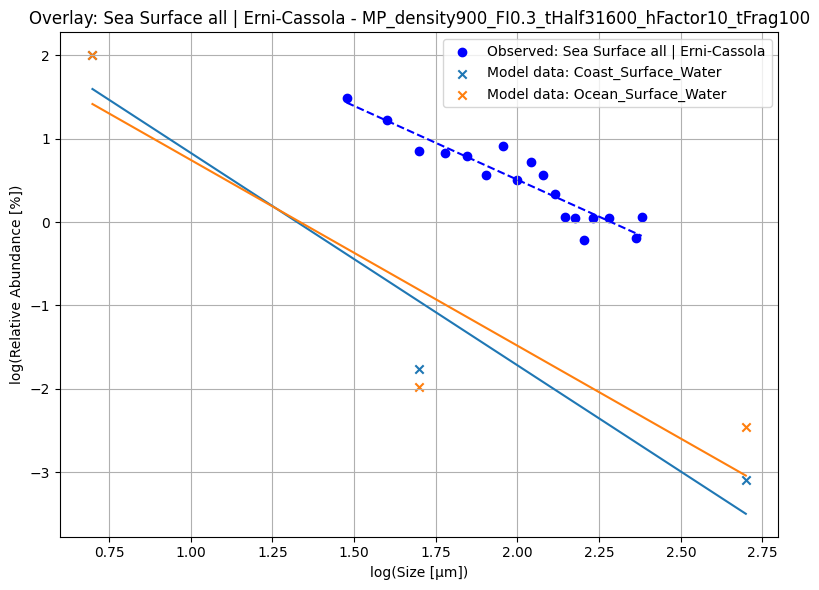 Overlay: Sea Surface all | Erni-Cassola - MP_density900_FI0.3_tHalf31600_hFactor10_tFrag100
Observed: Sea Surface all | Erni-Cassola
Model data: Coast_Surface_Water
Model data: Ocean_Surface_Water
log(Relative Abundance [%])
2
1
0
−1
−2
−3
0.75 1.00 1.25 1.50 1.75 2.00 2.25 2.50 2.75
log(Size [µm])